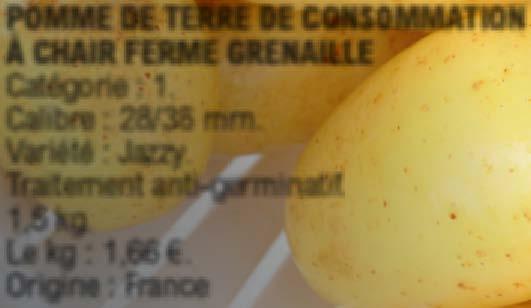 POMME DE TERRE DE CONSOMMATION
À CHAIR FERME GRENAILLE
Catégorie : 1.
Calibre : 28/35 mm.
Variété : Jazzy.
Traitement anti-germinatif.
1,5 kg.
Le kg : 1,66 €.
Origine : France